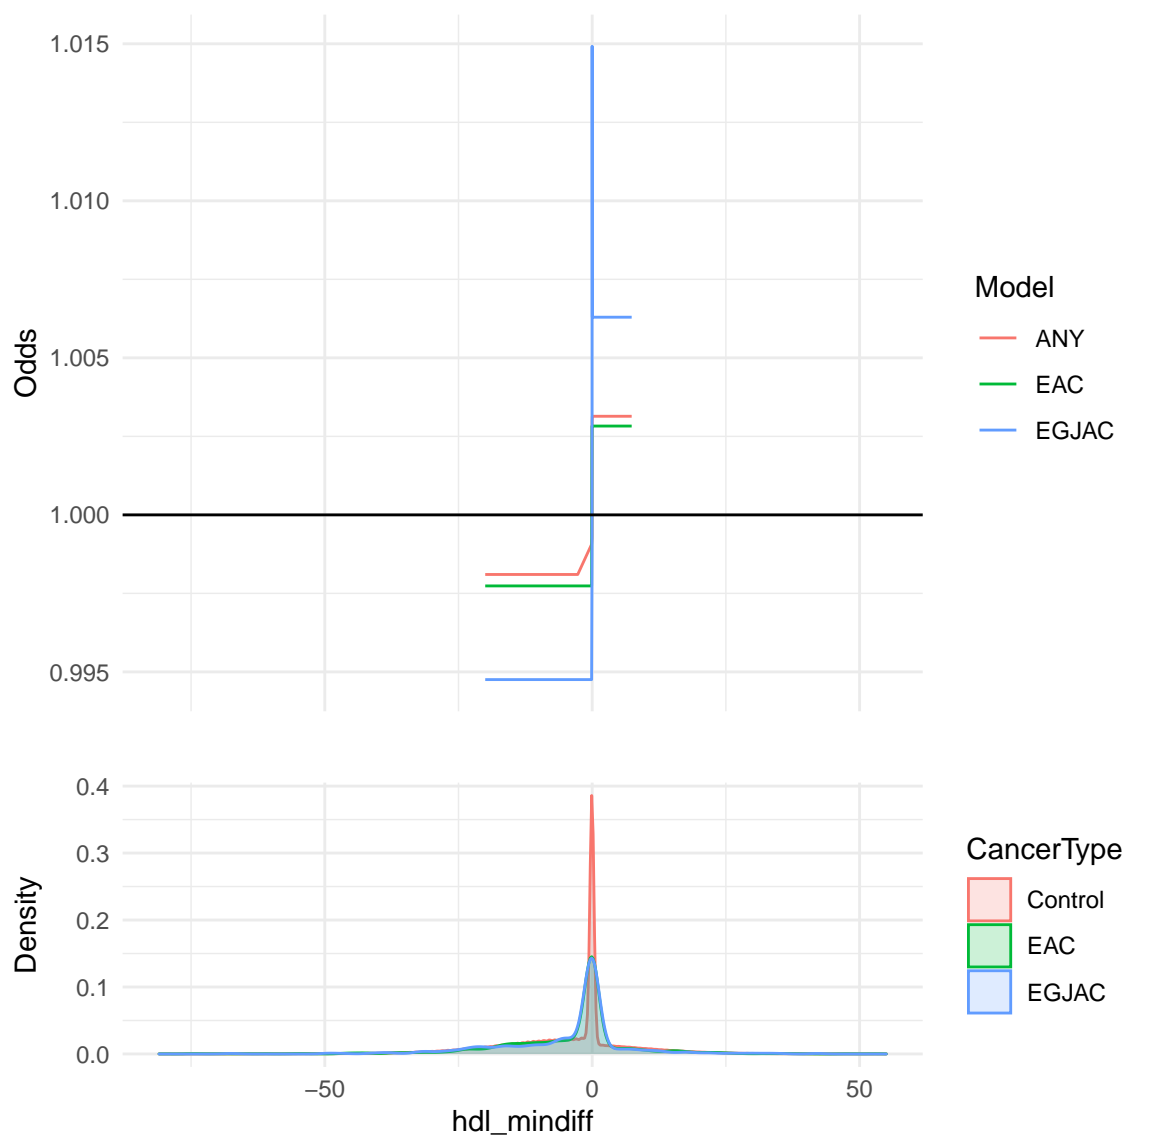 1.015
1.010
1.005
1.000
0.995
Odds
Model
ANY
EAC
EGJAC
0.4
0.3
0.2
0.1
0.0
Density
−50
0
50
hdl_mindiff
CancerType
Control
EAC
EGJAC